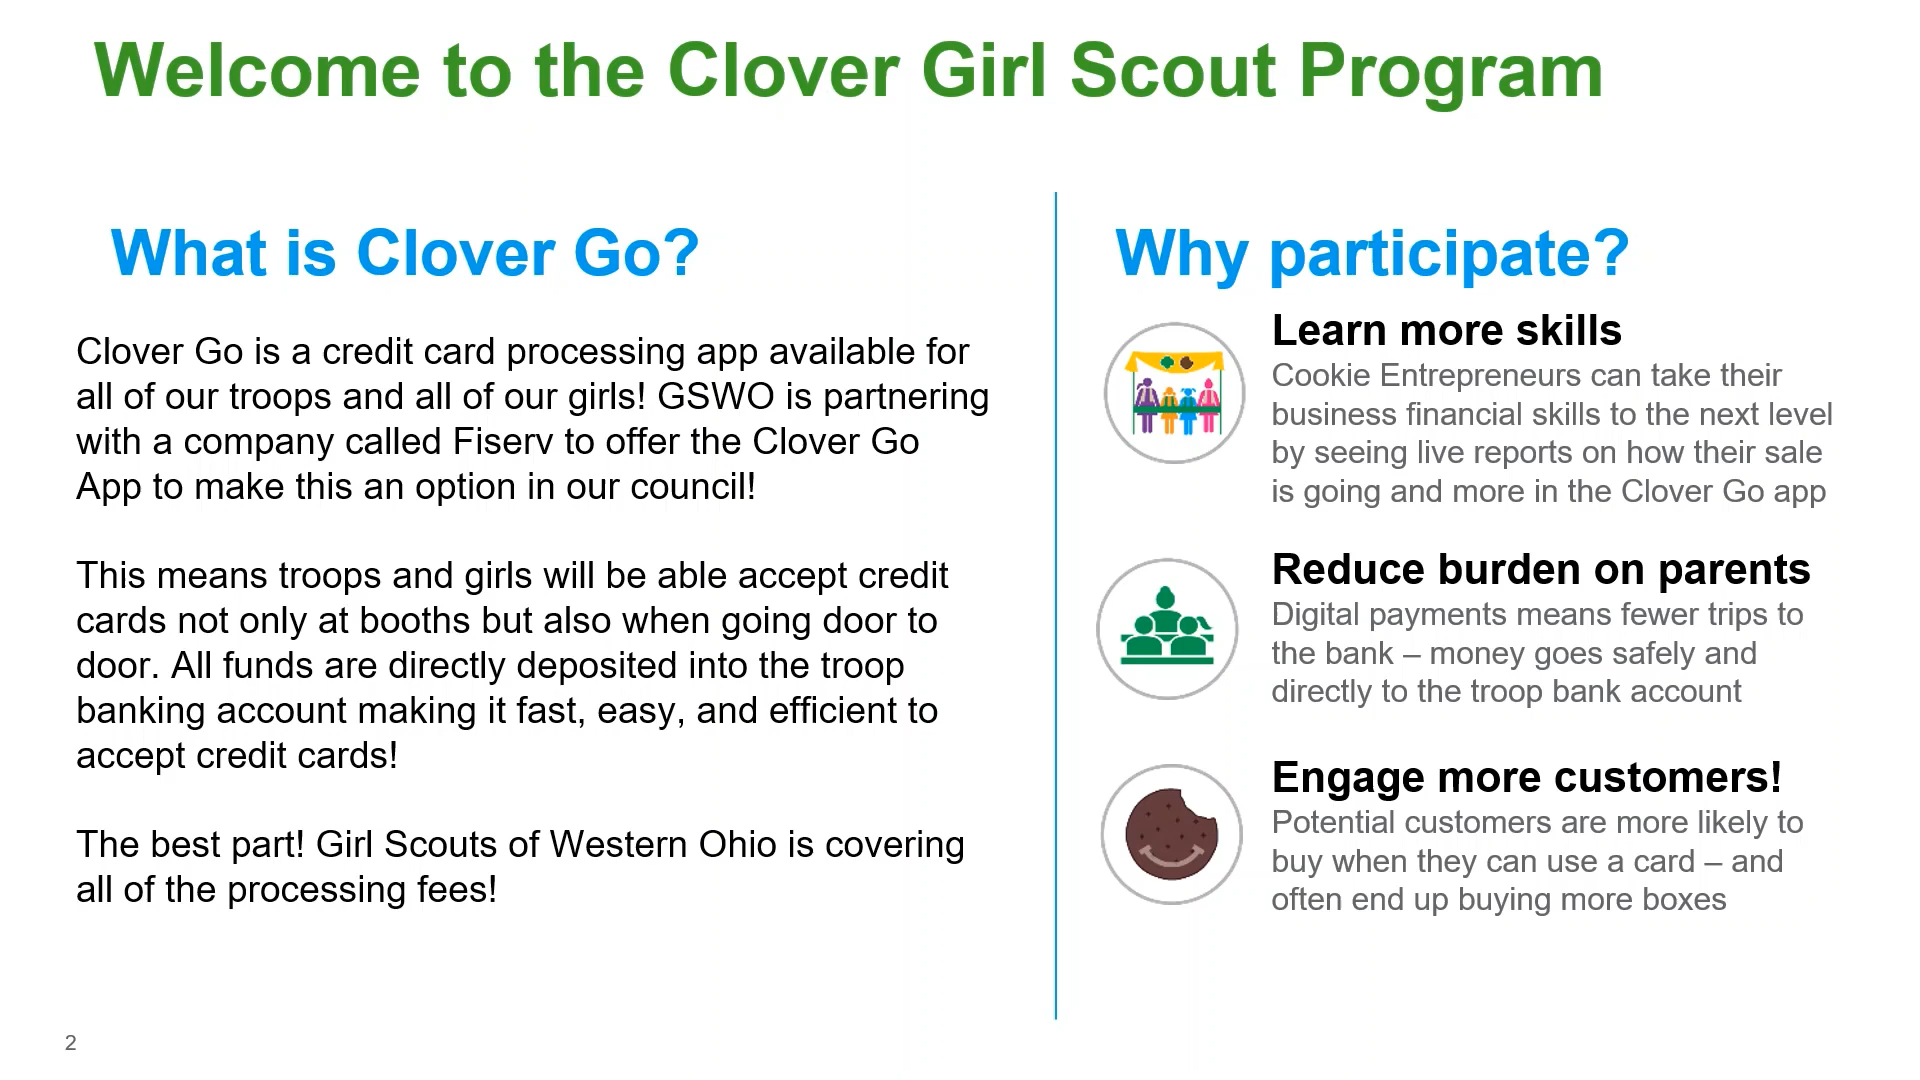 Welcome to the Clover Girl Scout Program
What is Clover Go?
Clover Go is a credit card processing app available for
all of our troops and all of our girls! GSWO is partnering
with a company called Fiserv to offer the Clover Go
App to make this an option in our council!
This means troops and girls will be able accept credit
cards not only at booths but also when going door to
door. All funds are directly deposited into the troop
banking account making it fast, easy, and efficient to
accept credit cards!
The best part! Girl Scouts of Western Ohio is covering
all of the processing fees!
Why participate?
Learn more skills
Cookie Entrepreneurs can take their
business financial skills to the next level
by seeing live reports on how their sale
is going and more in the Clover Go app
Reduce burden on parents
Digital payments means fewer trips to
the bank – money goes safely and
directly to the troop bank account
Engage more customers!
Potential customers are more likely to
buy when they can use a card – and
often end up buying more boxes
2